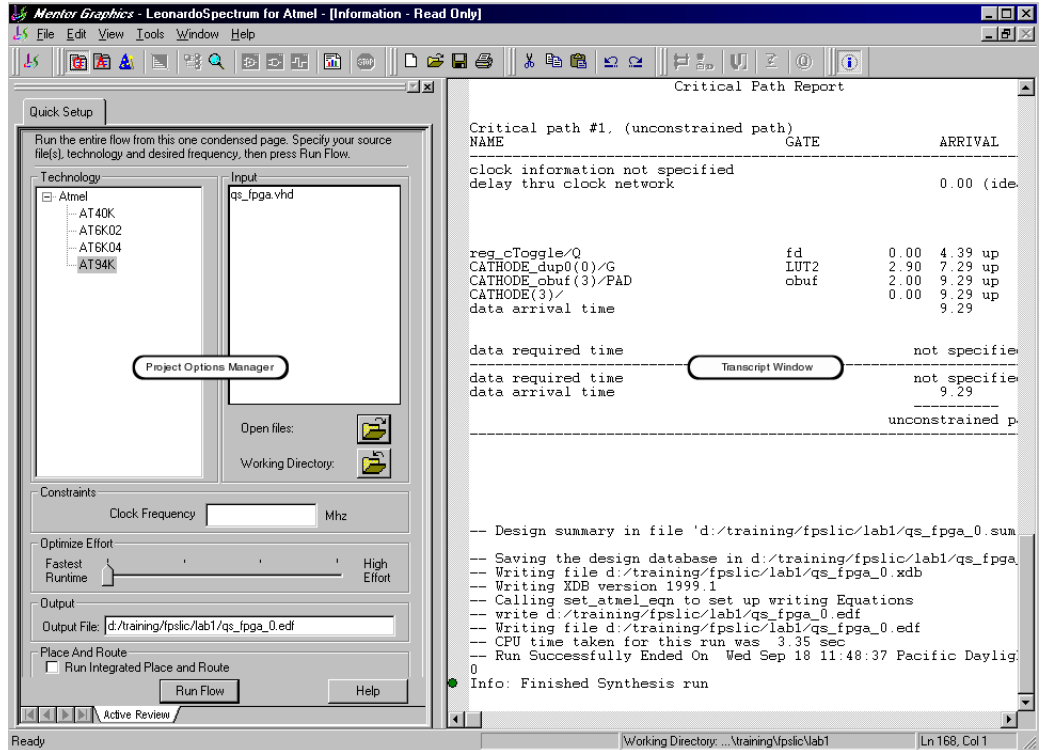 Mentor Graphics - LeonardoSpectrum for Atmel - [Information - Read Only]
File Edit View Tools Window Help
Quick Setup
Run the entire flow from this one condensed page. Specify your source
file(s), technology and desired frequency, then press Run Flow.
Technology
Atmel
AT40K
AT6K02
AT6K04
AT94K
Input
qs_fpga.vhd
Project Options Manager
Open files:
Working Directory:
Constraints
Clock Frequency Mhz
Optimize Effort
Fastest High
Runtime Effort
Output
Output File: d:/training/fpslic/lab1/qs_fpga_0.edf
Place And Route
Run Integrated Place and Route
Run Flow Help
Active Review
Critical Path Report
Critical path #1, (unconstrained path)
NAME GATE ARRIVAL
--------------------------------------------------------------
clock information not specified
delay thru clock network 0.00 (ide
reg_cToggle/Q fd 0.00 4.39 up
CATHODE_dup0(0)/G LUT2 2.90 7.29 up
CATHODE_obuf(3)/PAD obuf 2.00 9.29 up
CATHODE(3)/ 0.00 9.29 up
data arrival time 9.29
data required time not specifie
Transcript Window
data required time not specifie
data arrival time 9.29
----------
unconstrained p
--------------------------------------------------------------
-- Design summary in file 'd:/training/fpslic/lab1/qs_fpga_0.sum
-- Saving the design database in d:/training/fpslic/lab1/qs_fpga_
-- Writing file d:/training/fpslic/lab1/qs_fpga_0.xdb
-- Writing XDB version 1999.1
-- Calling set_atmel_eqn to set up writing Equations
-- write d:/training/fpslic/lab1/qs_fpga_0.edf
-- Writing file d:/training/fpslic/lab1/qs_fpga_0.edf
-- CPU time taken for this run was 3.35 sec
-- Run Successfully Ended On Wed Sep 18 11:48:37 Pacific Daylig
0
Info: Finished Synthesis run
Ready Working Directory: ...\training\fpslic\lab1 Ln 168, Col 1